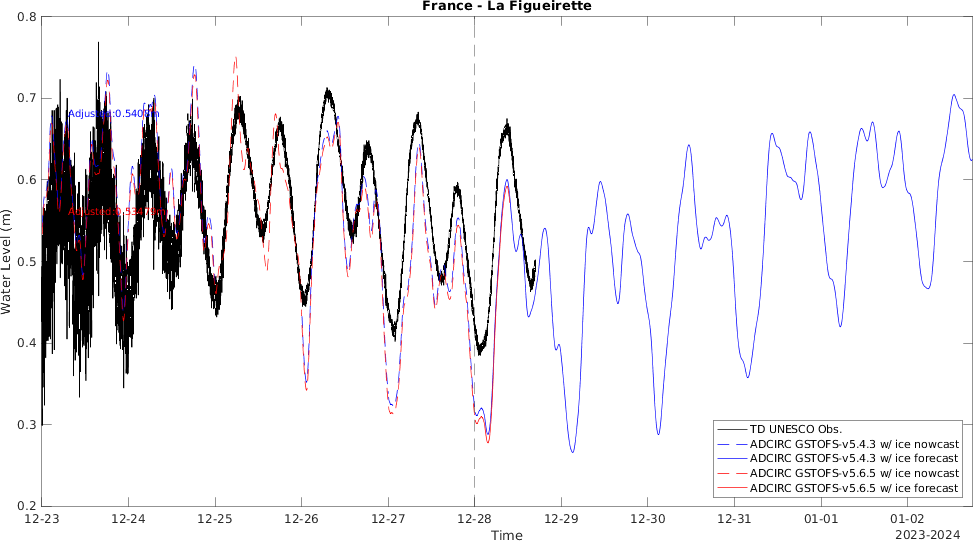 France - La Figueirette
0.8
0.7
0.6
0.5
0.4
0.3
0.2
Water Level (m)
12-23
12-24
12-25
12-26
12-27
12-28
12-29
12-30
12-31
01-01
01-02
Time
2023-2024
TD UNESCO Obs.
ADCIRC GSTOFS-v5.4.3 w/ ice nowcast
ADCIRC GSTOFS-v5.4.3 w/ ice forecast
ADCIRC GSTOFS-v5.6.5 w/ ice nowcast
ADCIRC GSTOFS-v5.6.5 w/ ice forecast